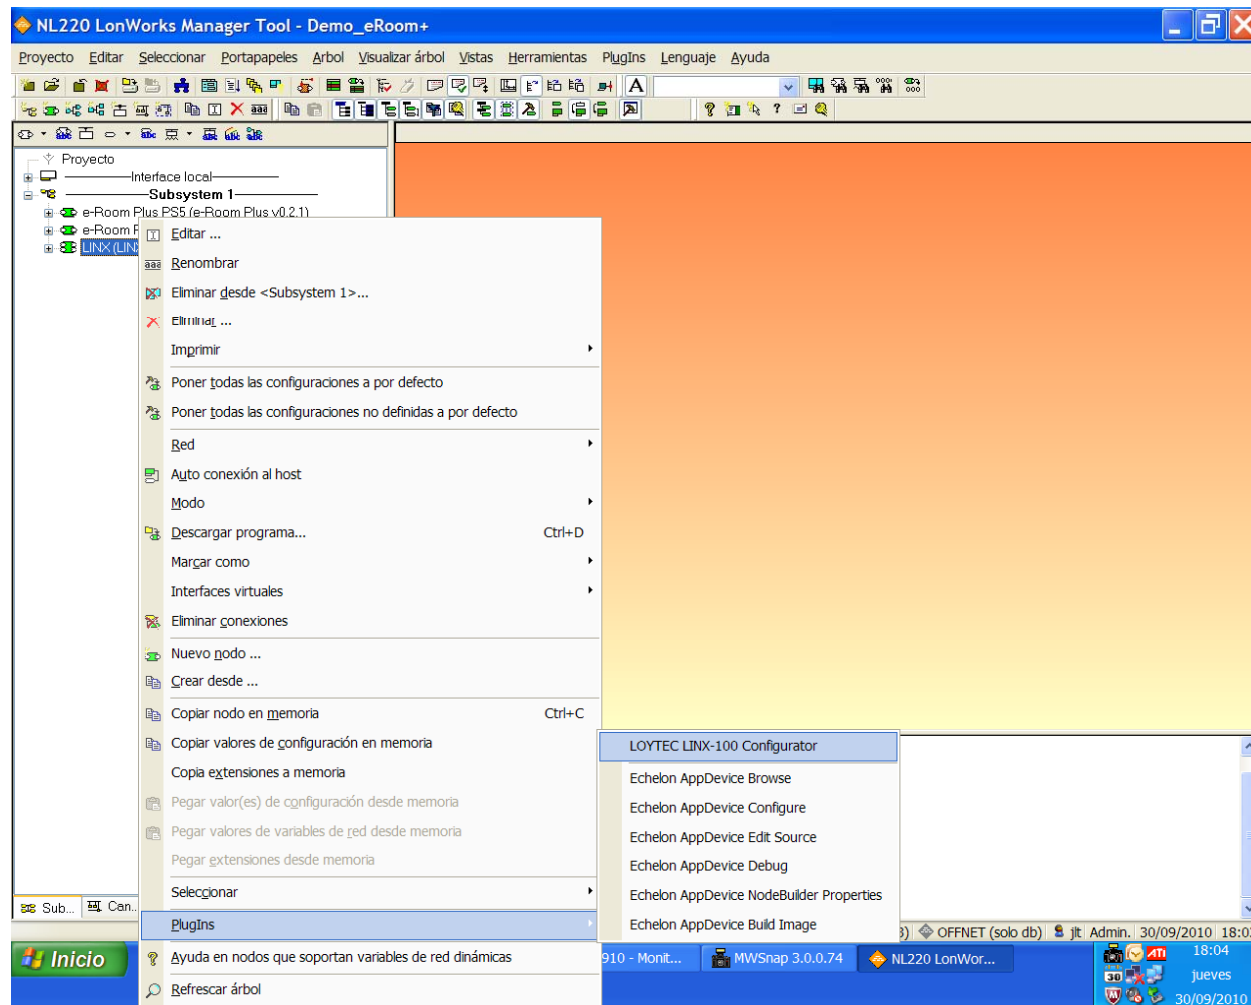 NL220 LonWorks Manager Tool - Demo_eRoom+
Proyecto Editar Seleccionar Portapapeles Arbol Visualizar árbol Vistas Herramientas PlugIns Lenguaje Ayuda
Proyecto
Interface local
Subsystem 1
e-Room Plus PS5 (e-Room Plus v0.2.1)
e-Room
LINX (LIN
Editar ...
Renombrar
Eliminar desde <Subsystem 1>...
Eliminar ...
Imprimir
Poner todas las configuraciones a por defecto
Poner todas las configuraciones no definidas a por defecto
Red
Auto conexión al host
Modo
Descargar programa... Ctrl+D
Marcar como
Interfaces virtuales
Eliminar conexiones
Nuevo nodo ...
Crear desde ...
Copiar nodo en memoria Ctrl+C
Copiar valores de configuración en memoria
Copia extensiones a memoria
Pegar valor(es) de configuración desde memoria
Pegar valores de variables de red desde memoria
Pegar extensiones desde memoria
Seleccionar
PlugIns
Ayuda en nodos que soportan variables de red dinámicas
Refrescar árbol
LOYTEC LINX-100 Configurator
Echelon AppDevice Browse
Echelon AppDevice Configure
Echelon AppDevice Edit Source
Echelon AppDevice Debug
Echelon AppDevice NodeBuilder Properties
Echelon AppDevice Build Image
Sub... Can...
3) OFFNET (solo db) jlt Admin. 30/09/2010 18:0
Inicio
910 - Monit... MWSnap 3.0.0.74 NL220 LonWor...
18:04
jueves
30/09/2010